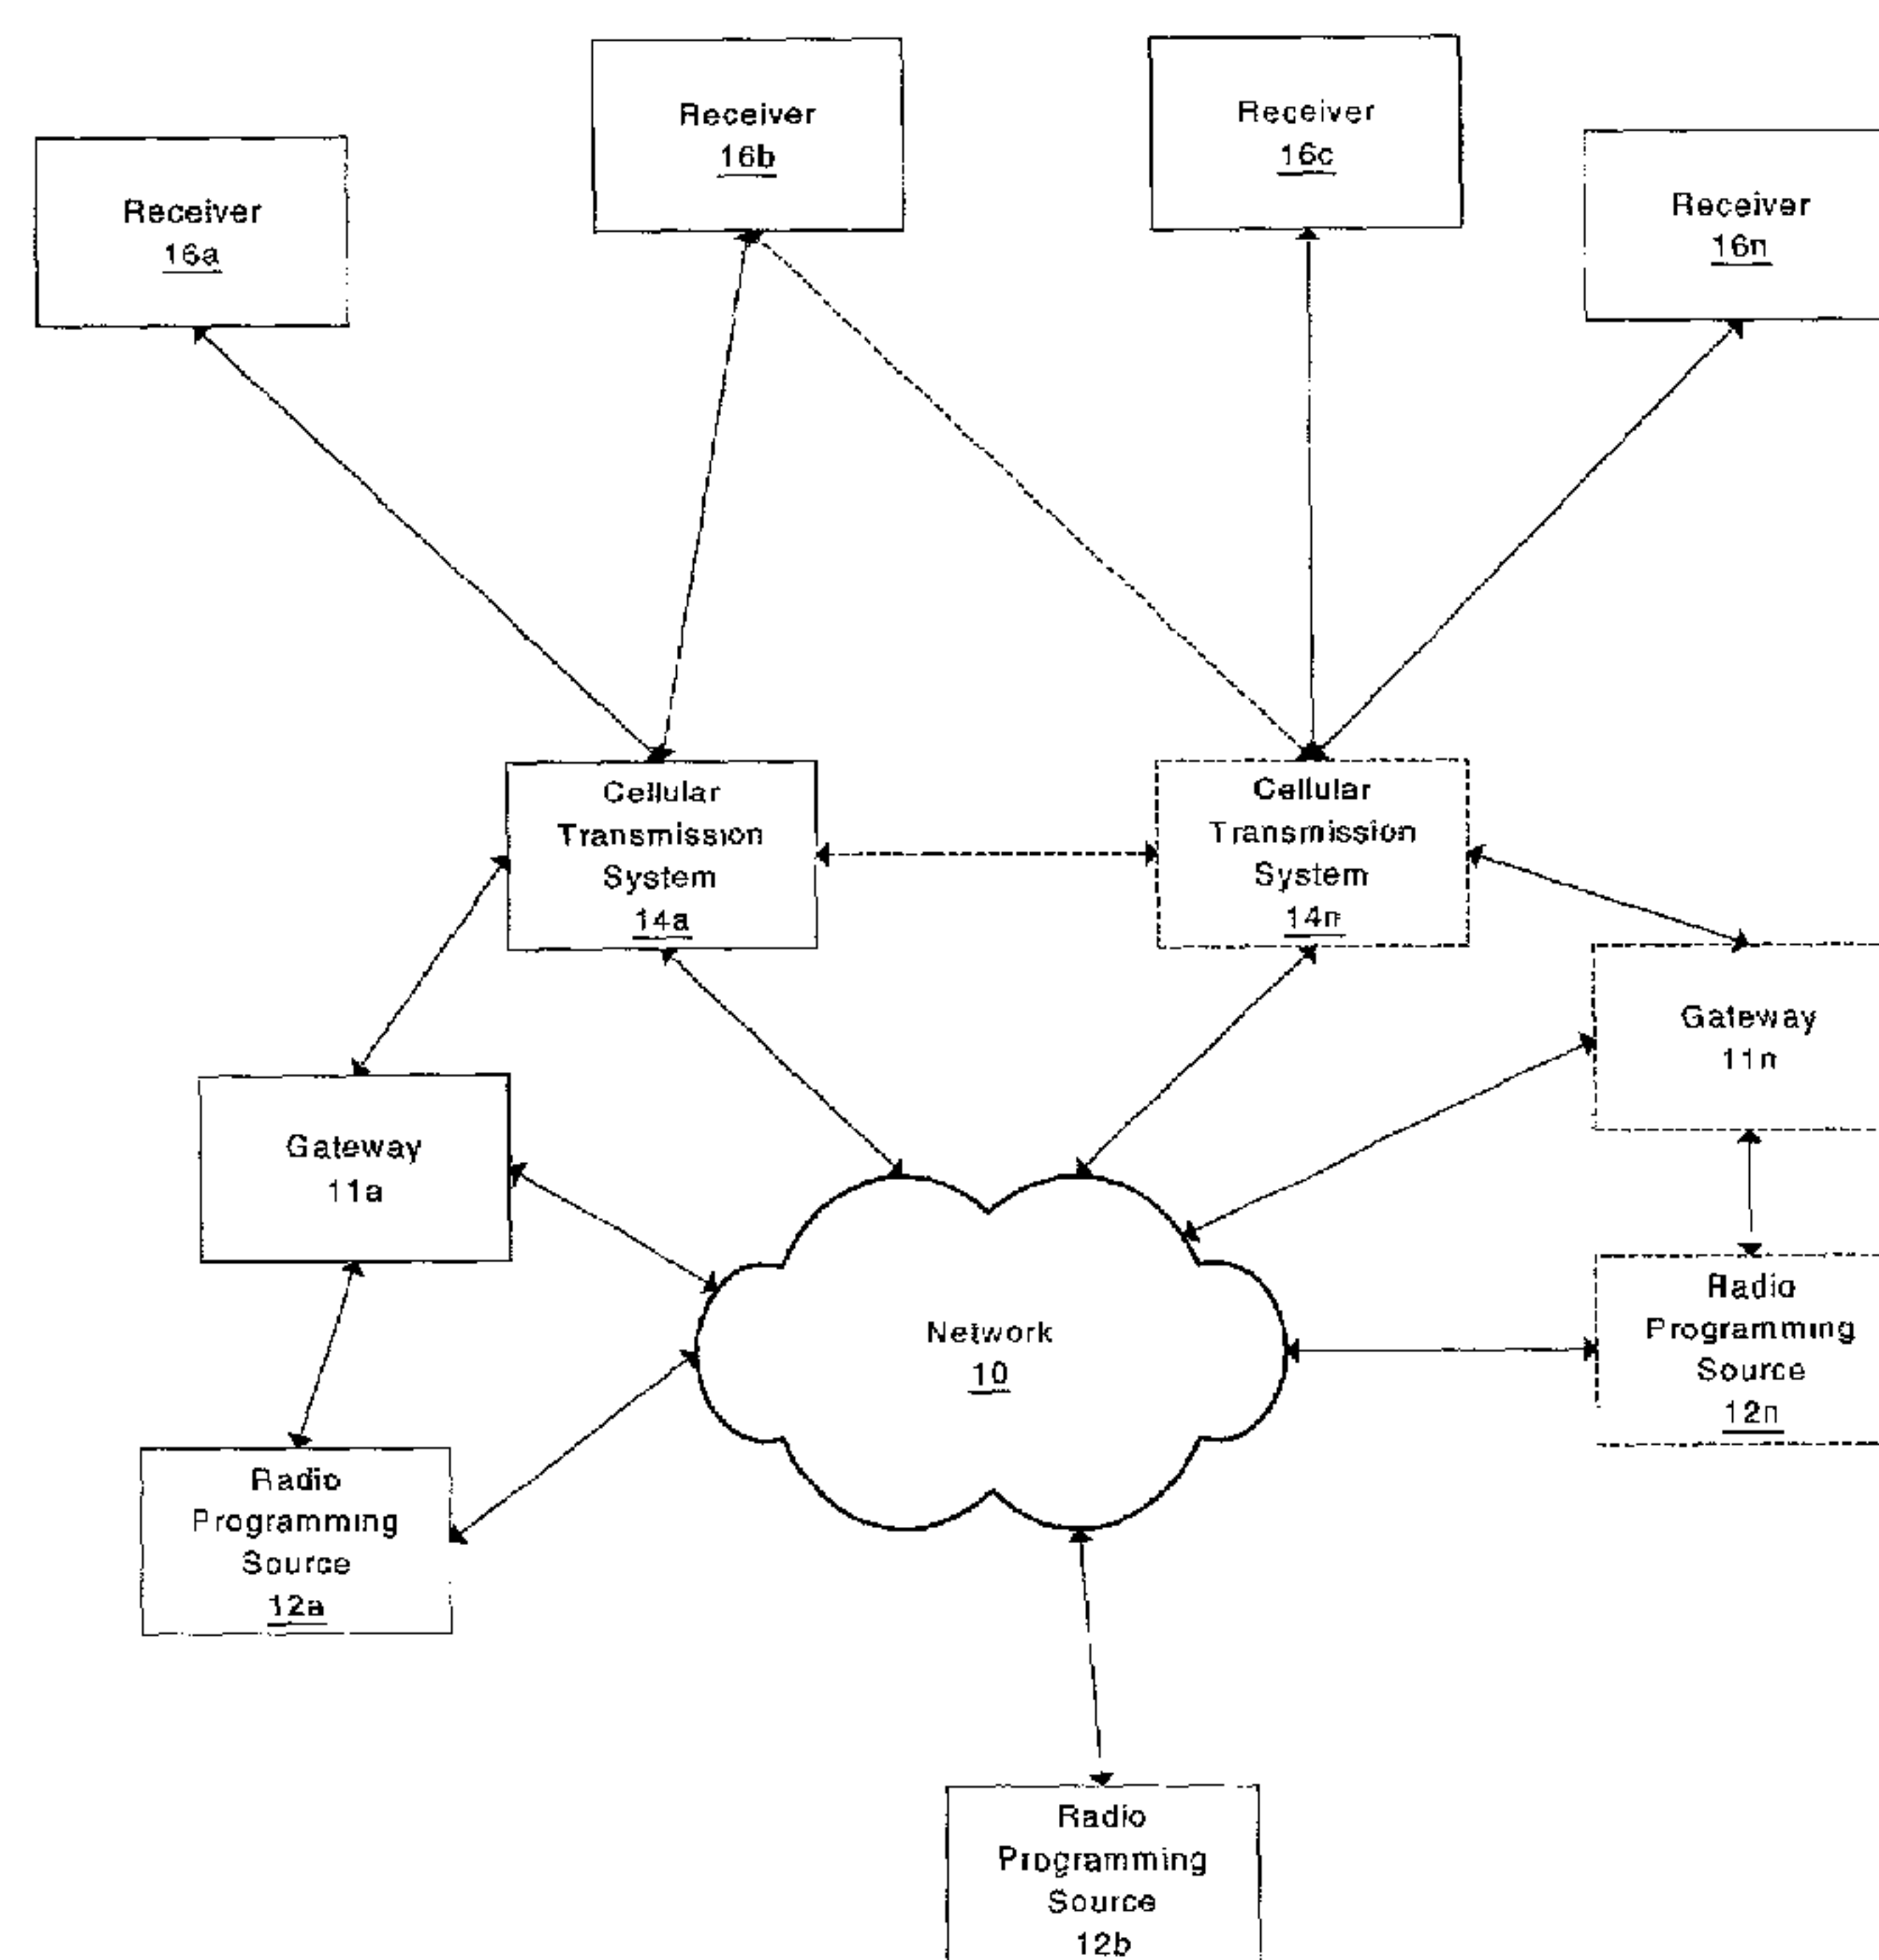 Receiver
16a
Receiver
16b
Receiver
16c
Receiver
16n
Cellular
Transmission
System
14a
Cellular
Transmission
System
14n
Gateway
11n
Gateway
11a
Network
10
Radio
Programming
Source
12n
Radio
Programming
Source
12a
Radio
Programming
Source
12b